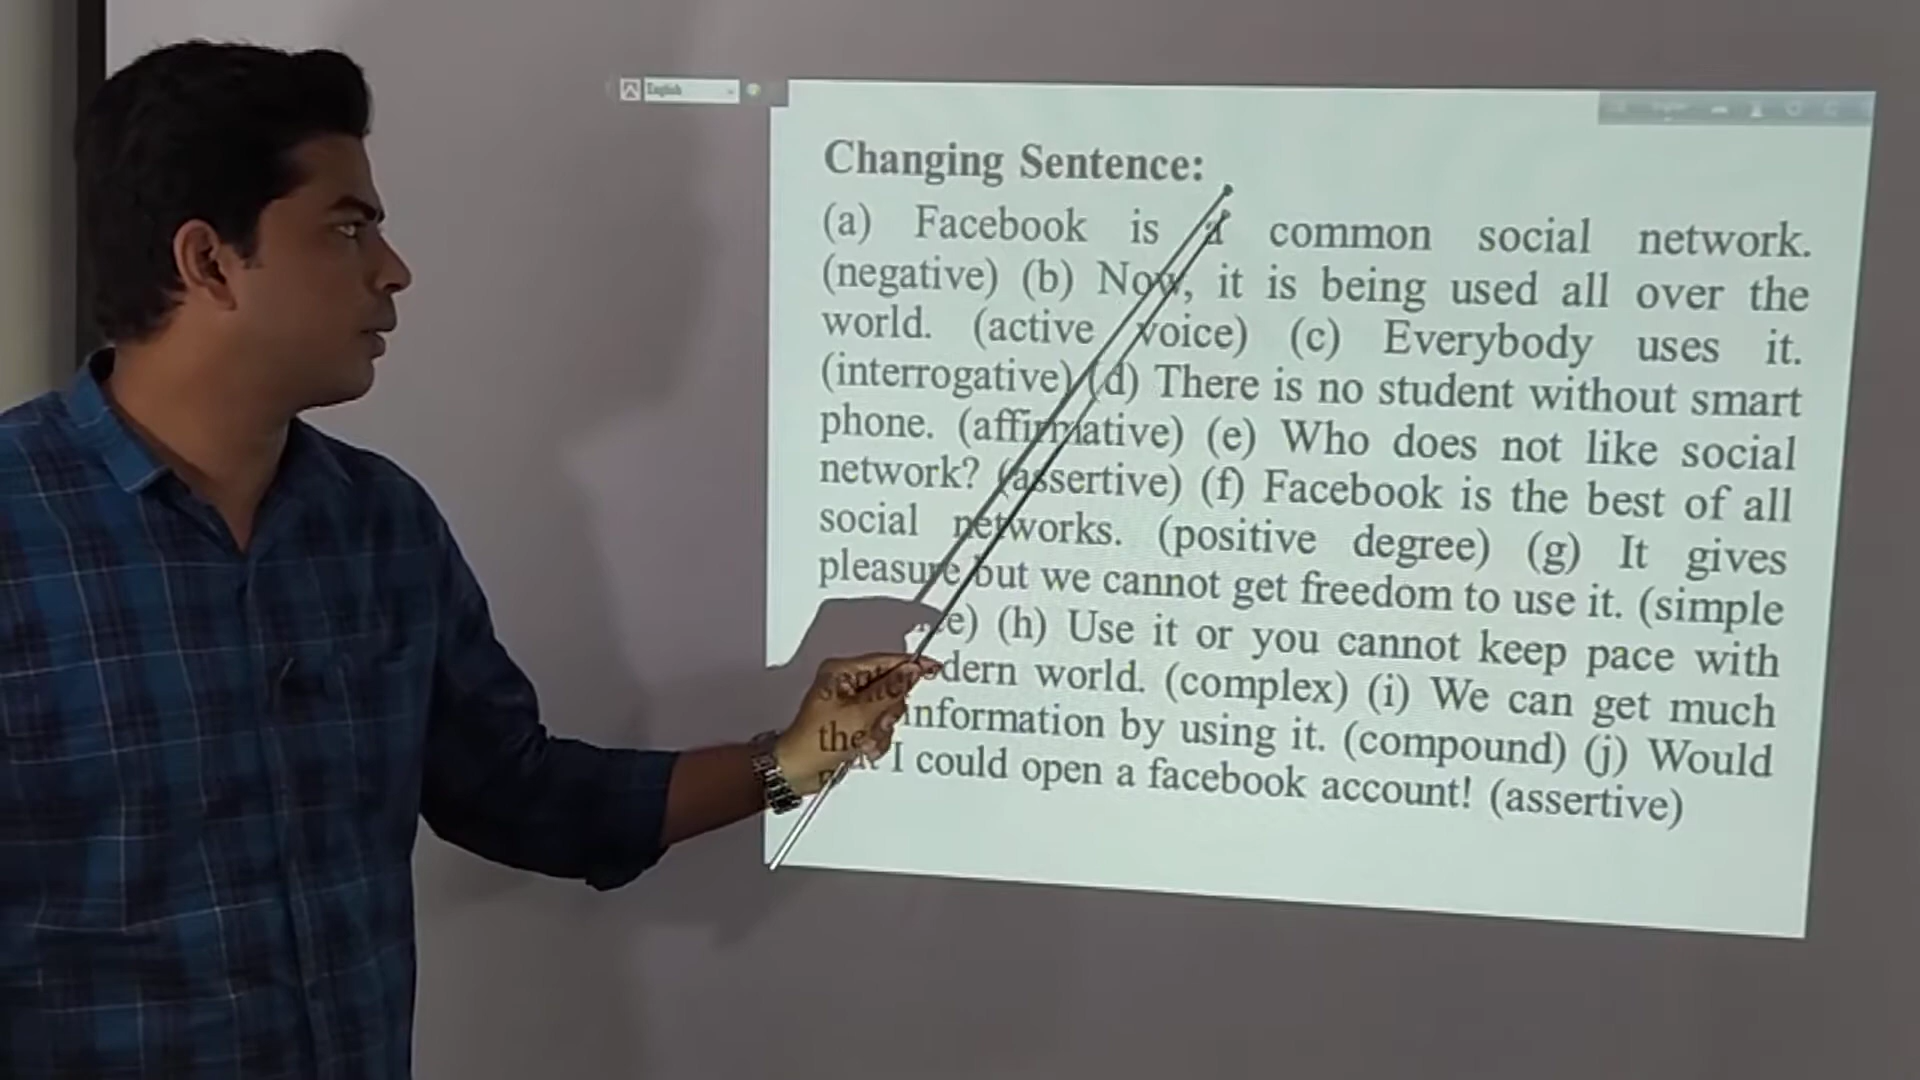 English
Changing Sentence:
(a) Facebook is a common social network.
(negative) (b) Now, it is being used all over the
world. (active voice) (c) Everybody uses it.
(interrogative) (d) There is no student without smart
phone. (affirmative) (e) Who does not like social
network? (assertive) (f) Facebook is the best of all
social networks. (positive degree) (g) It gives
pleasure but we cannot get freedom to use it. (simple
(h) Use it or you cannot keep pace with
the world. (complex) (i) We can get much
information by using it. (compound) (j) Would
I could open a facebook account! (assertive)